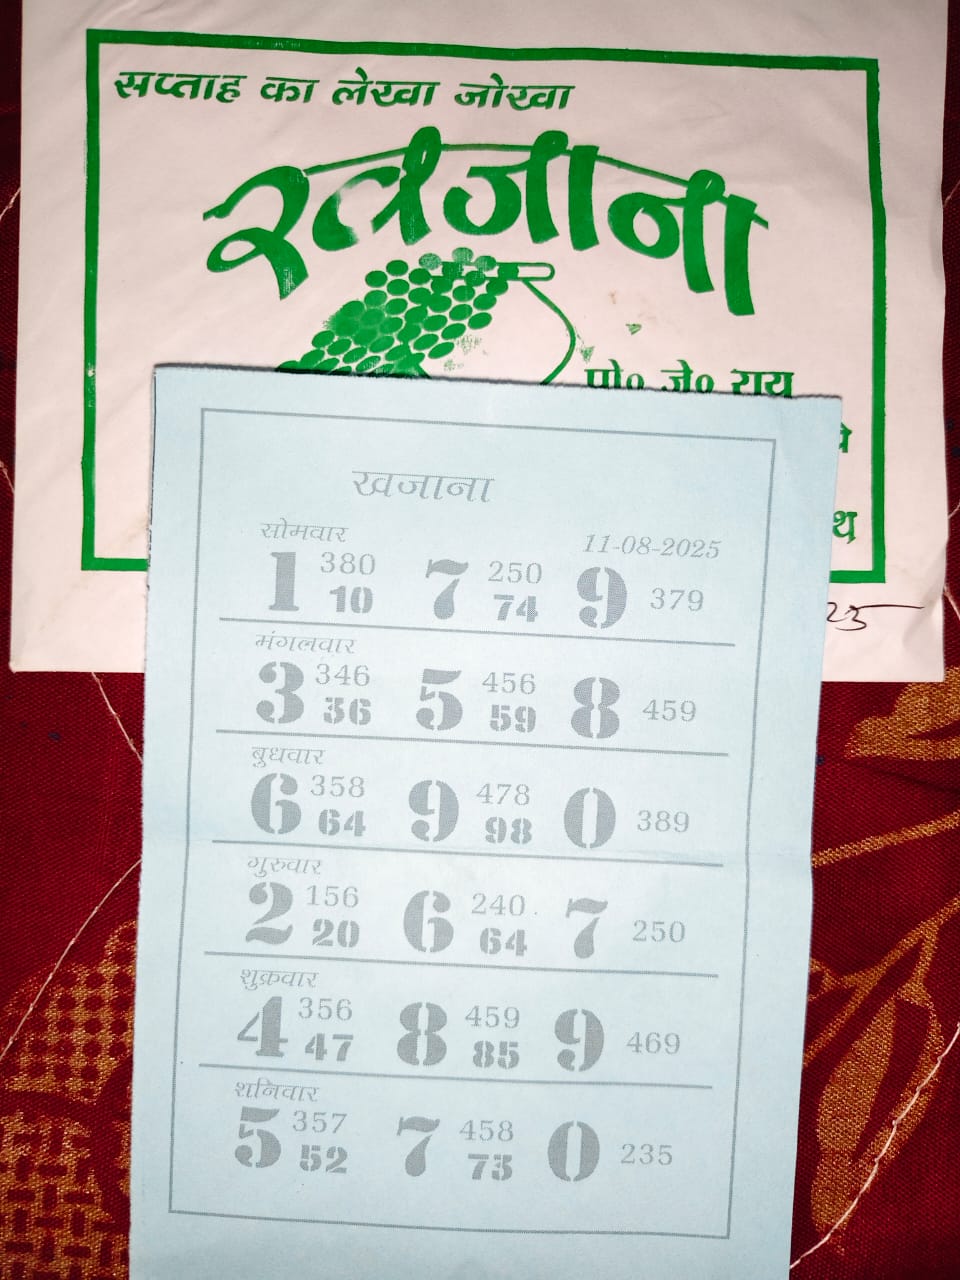 सप्ताह का लेखा जोखा
खजाना
पो० जे० राय
खजाना
सोमवार
11-08-2025
1 380 7 250 9 379
10 74
मंगलवार
3 346 5 456 8 459
36 59
बुधवार
6 358 9 478 0 389
64 98
गुरुवार
2 156 6 240 7 250
20 64
शुक्रवार
4 356 8 459 9 469
47 85
शनिवार
5 357 7 458 0 235
52 73